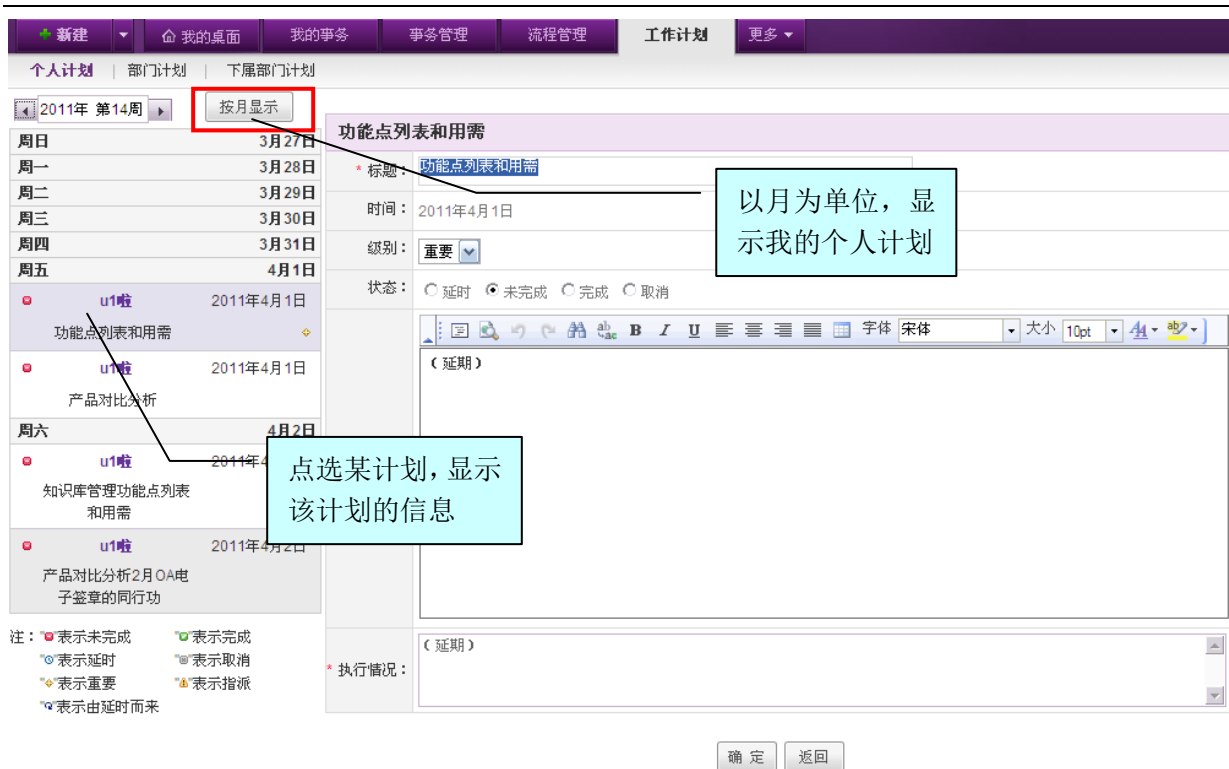 新建 我的桌面 我的事务 事务管理 流程管理 工作计划 更多
个人计划 | 部门计划 | 下属部门计划
2011年 第14周 按月显示
周日 3月27日
周一 3月28日
周二 3月29日
周三 3月30日
周四 3月31日
周五 4月1日
u1啦 2011年4月1日
功能点列表和用需
u1啦 2011年4月1日
产品对比分析
周六 4月2日
u1啦 2011年4
知识库管理功能点列表
和用需
u1啦 2011年4月2日
产品对比分析2月OA电
子签章的同行功
注："表示未完成 "表示完成
"表示延时 "表示取消
"表示重要 "表示指派
"表示由延时而来
功能点列表和用需
* 标题： 功能点列表和用需
时间： 2011年4月1日
级别： 重要
状态： 延时 未完成 完成 取消
B I U 字体 宋体 大小 10pt
(延期)
* 执行情况： (延期)
确 定 返回
以月为单位，显
示我的个人计划
点选某计划，显示
该计划的信息